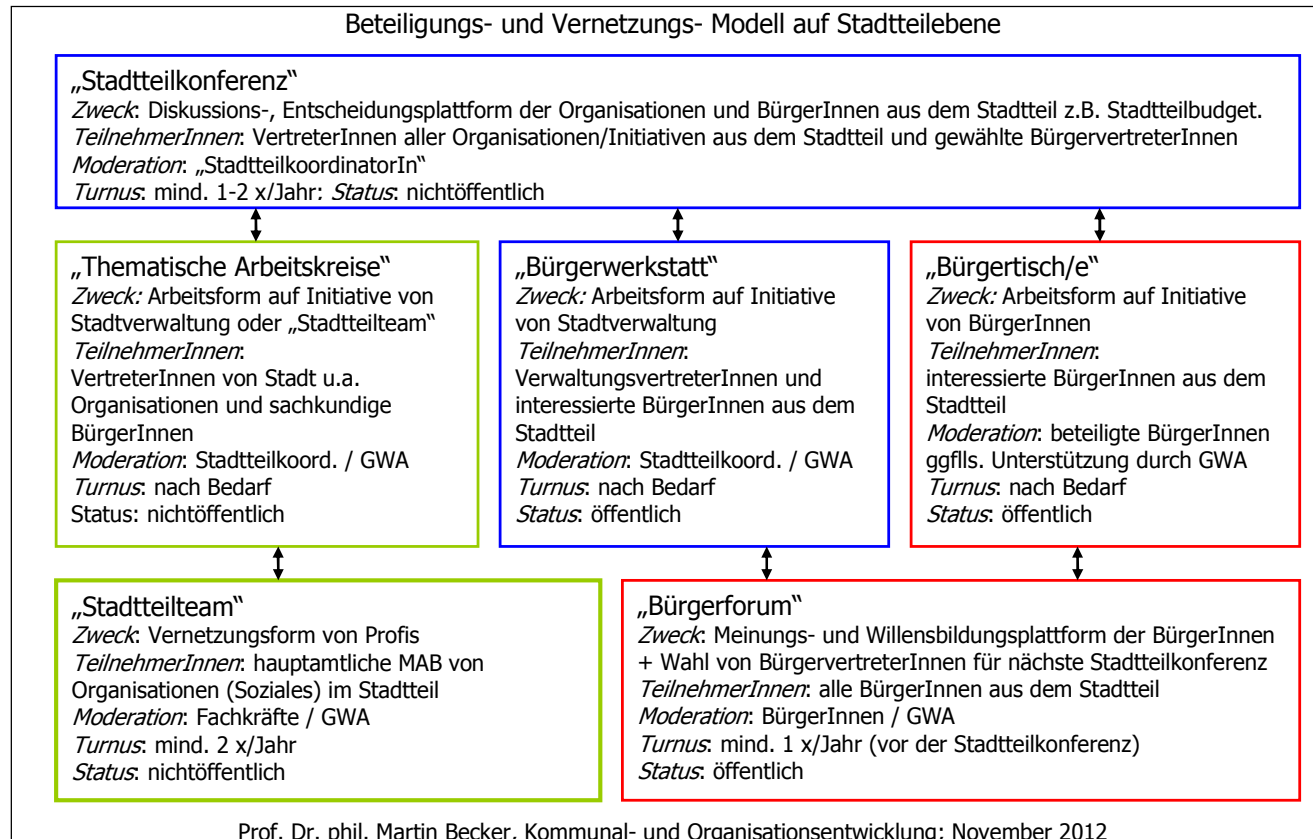 Beteiligungs- und Vernetzungs- Modell auf Stadtteilebene
„Stadtteilkonferenz“
Zweck: Diskussions-, Entscheidungsplattform der Organisationen und BürgerInnen aus dem Stadtteil z.B. Stadtteilbudget.
TeilnehmerInnen: VertreterInnen aller Organisationen/Initiativen aus dem Stadtteil und gewählte BürgervertreterInnen
Moderation: „StadtteilkoordinatorIn“
Turnus: mind. 1-2 x/Jahr: Status: nichtöffentlich
„Thematische Arbeitskreise“
Zweck: Arbeitsform auf Initiative von
Stadtverwaltung oder „Stadtteilteam“
TeilnehmerInnen:
VertreterInnen von Stadt u.a.
Organisationen und sachkundige
BürgerInnen
Moderation: Stadtteilkoord. / GWA
Turnus: nach Bedarf
Status: nichtöffentlich
„Bürgerwerkstatt“
Zweck: Arbeitsform auf Initiative
von Stadtverwaltung
TeilnehmerInnen:
VerwaltungsvertreterInnen und
interessierte BürgerInnen aus dem
Stadtteil
Moderation: Stadtteilkoord. / GWA
Turnus: nach Bedarf
Status: öffentlich
„Bürgertisch/e“
Zweck: Arbeitsform auf Initiative
von BürgerInnen
TeilnehmerInnen:
interessierte BürgerInnen aus dem
Stadtteil
Moderation: beteiligte BürgerInnen
ggflls. Unterstützung durch GWA
Turnus: nach Bedarf
Status: öffentlich
„Stadtteilteam“
Zweck: Vernetzungsform von Profis
TeilnehmerInnen: hauptamtliche MAB von
Organisationen (Soziales) im Stadtteil
Moderation: Fachkräfte / GWA
Turnus: mind. 2 x/Jahr
Status: nichtöffentlich
„Bürgerforum“
Zweck: Meinungs- und Willensbildungsplattform der BürgerInnen
+ Wahl von BürgervertreterInnen für nächste Stadtteilkonferenz
TeilnehmerInnen: alle BürgerInnen aus dem Stadtteil
Moderation: BürgerInnen / GWA
Turnus: mind. 1 x/Jahr (vor der Stadtteilkonferenz)
Status: öffentlich
Prof. Dr. phil. Martin Becker, Kommunal- und Organisationsentwicklung; November 2012